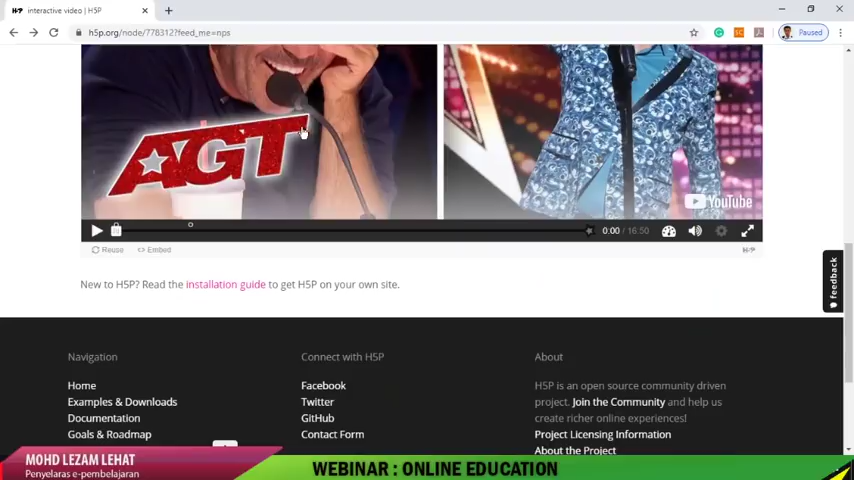 interactive video | H5P
h5p.org/node/778312?feed_me=nps
Paused
AGT
YouTube
0:00 / 16:50
Reuse
Embed
H5P
New to H5P? Read the installation guide to get H5P on your own site.
feedback
Navigation
Home
Examples & Downloads
Documentation
Goals & Roadmap
Connect with H5P
Facebook
Twitter
GitHub
Contact Form
About
H5P is an open source community driven
project. Join the Community and help us
create richer online experiences!
Project Licensing Information
About the Project
MOHD LEZAM LEHAT
Penyelaras e-pembelajaran
WEBINAR : ONLINE EDUCATION